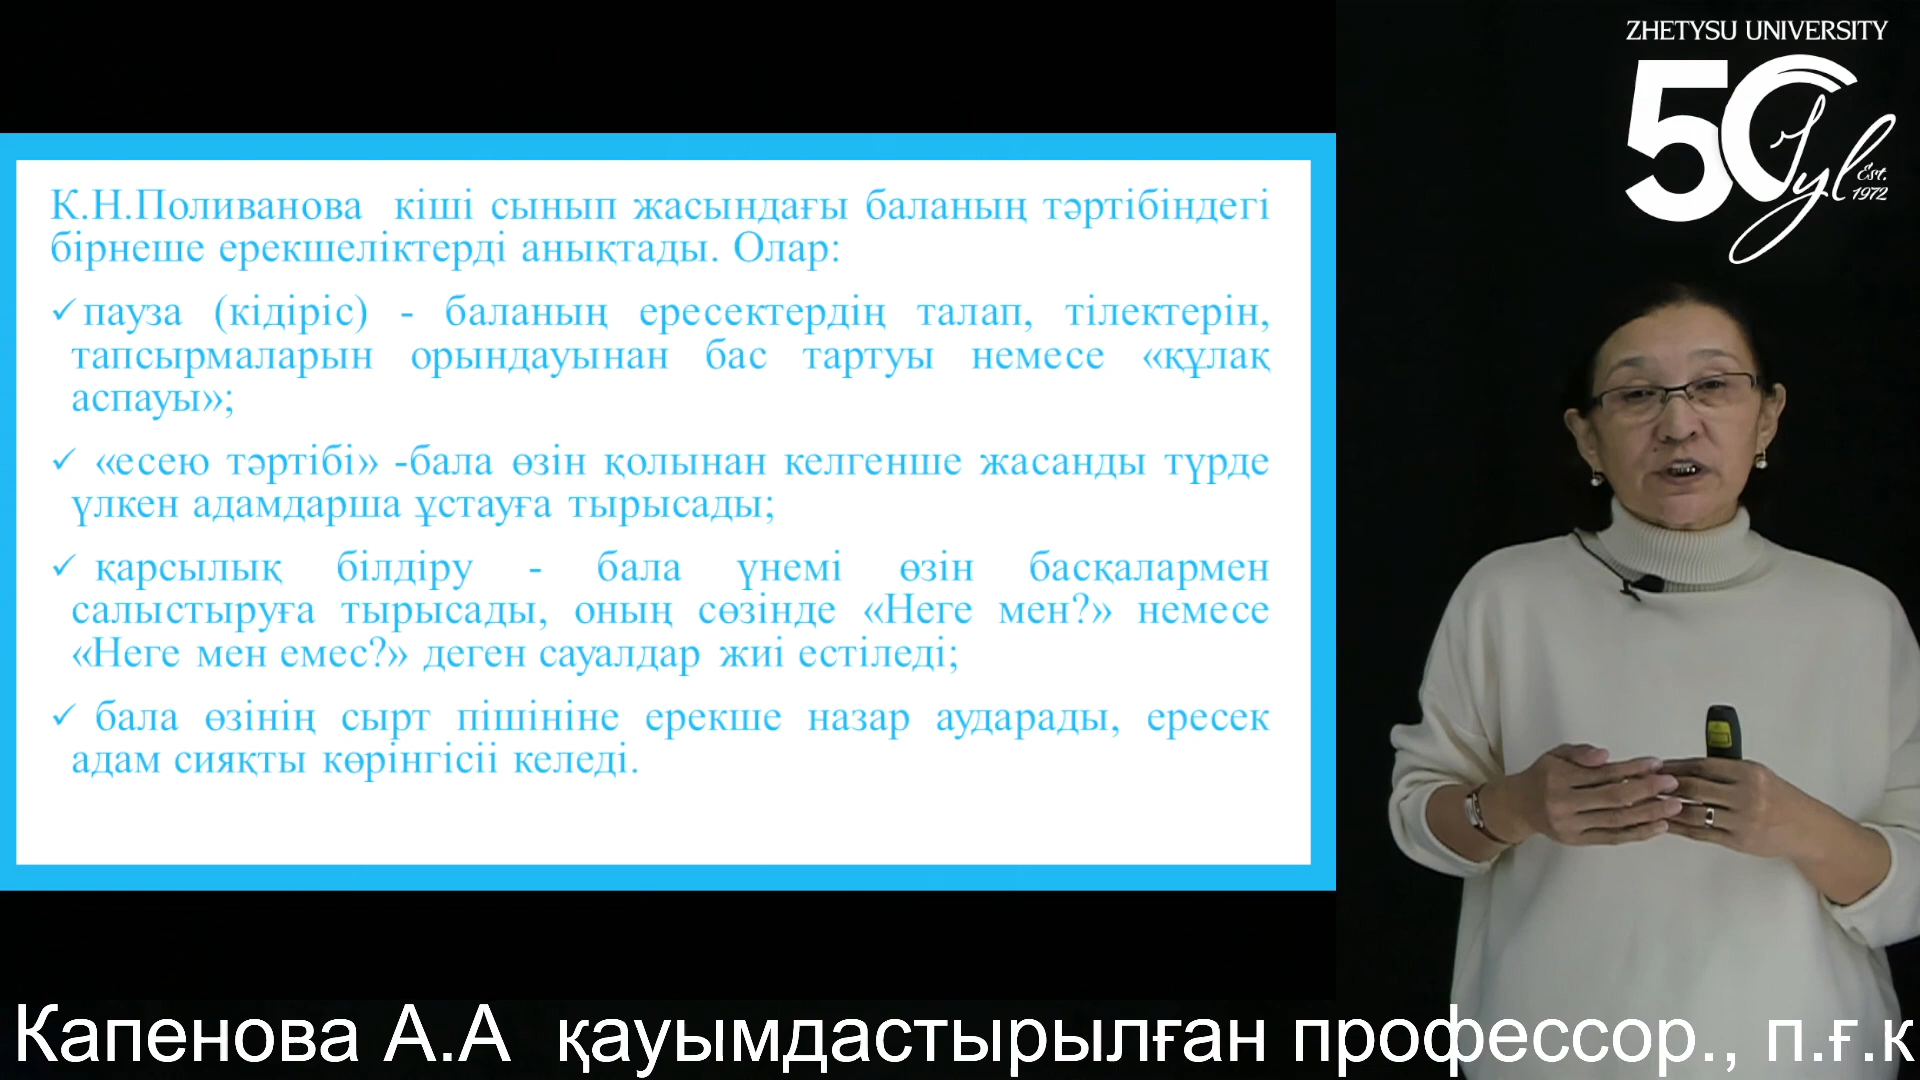 ZHETYSU UNIVERSITY
50
Jyl
Est.
1972
К.Н.Поливанова кіші сынып жасындағы баланың тәртібіндегі
бірнеше ерекшеліктерді анықтады. Олар:
✓ пауза (кідіріс) - баланың ересектердің талап, тілектерін,
тапсырмаларын орындауынан бас тартуы немесе «құлақ
аспауы»;
✓ «есею тәртібі» -бала өзін қолынан келгенше жасанды түрде
үлкен адамдарша ұстауға тырысады;
✓ қарсылық білдіру - бала үнемі өзін басқалармен
салыстыруға тырысады, оның сөзінде «Неге мен?» немесе
«Неге мен емес?» деген сауалдар жиі естіледі;
✓ бала өзінің сырт пішініне ерекше назар аударады, ересек
адам сияқты көрінгісіі келеді.
Капенова А.А қауымдастырылған профессор., п.ғ.к